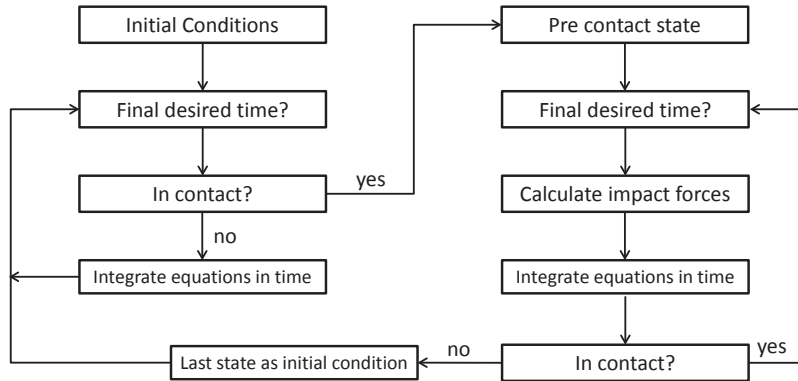 Initial Conditions
Final desired time?
In contact?
yes
no
Integrate equations in time
Pre contact state
Final desired time?
Calculate impact forces
Integrate equations in time
In contact?
yes
no
Last state as initial condition